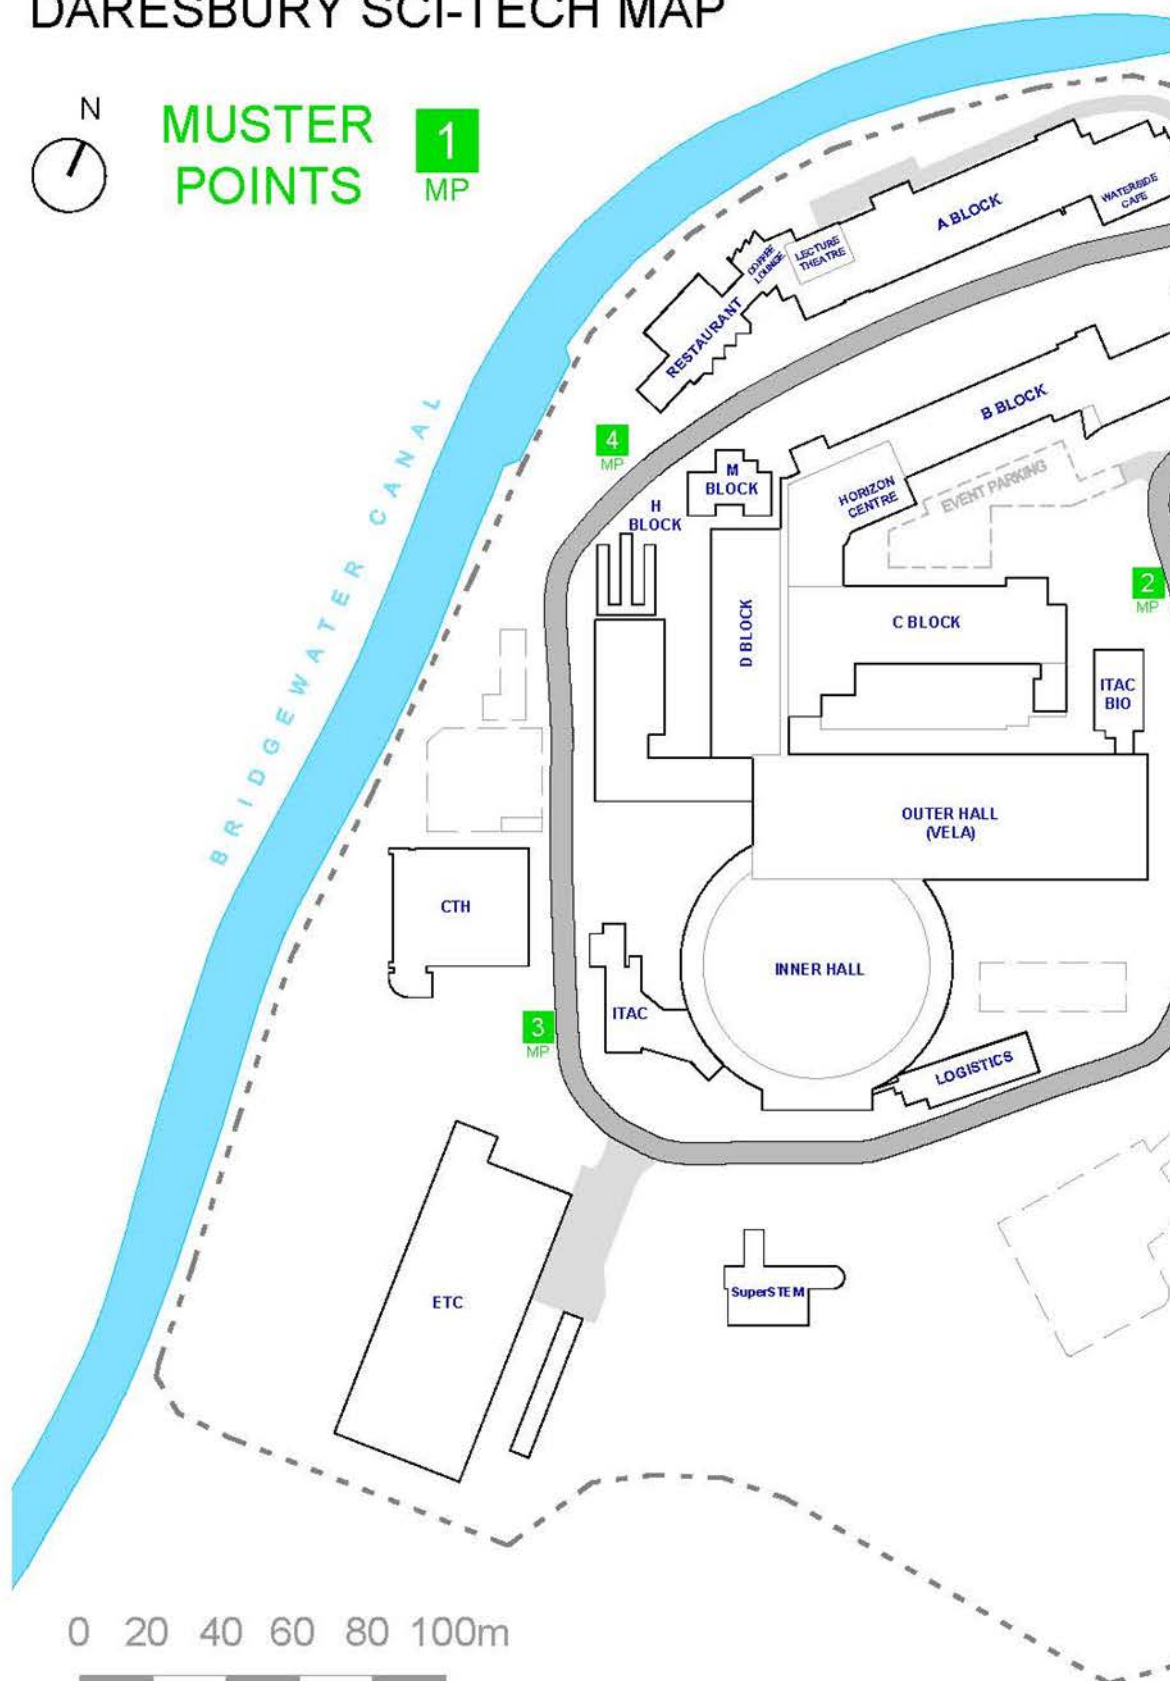 DARESBURY SCI-TECH MAP
N
MUSTER
POINTS
1
MP
A BLOCK
WATERSIDE
CAFE
LECTURE
THEATRE
COFFEE
LOUNGE
RESTAURANT
B BLOCK
4
MP
M
BLOCK
H
BLOCK
HORIZON
CENTRE
EVENT PARKING
2
MP
BRIDGEWATER CANAL
D BLOCK
C BLOCK
ITAC
BIO
OUTER HALL
(VELA)
CTH
INNER HALL
ITAC
3
MP
LOGISTICS
ETC
SuperSTEM
0 20 40 60 80 100m